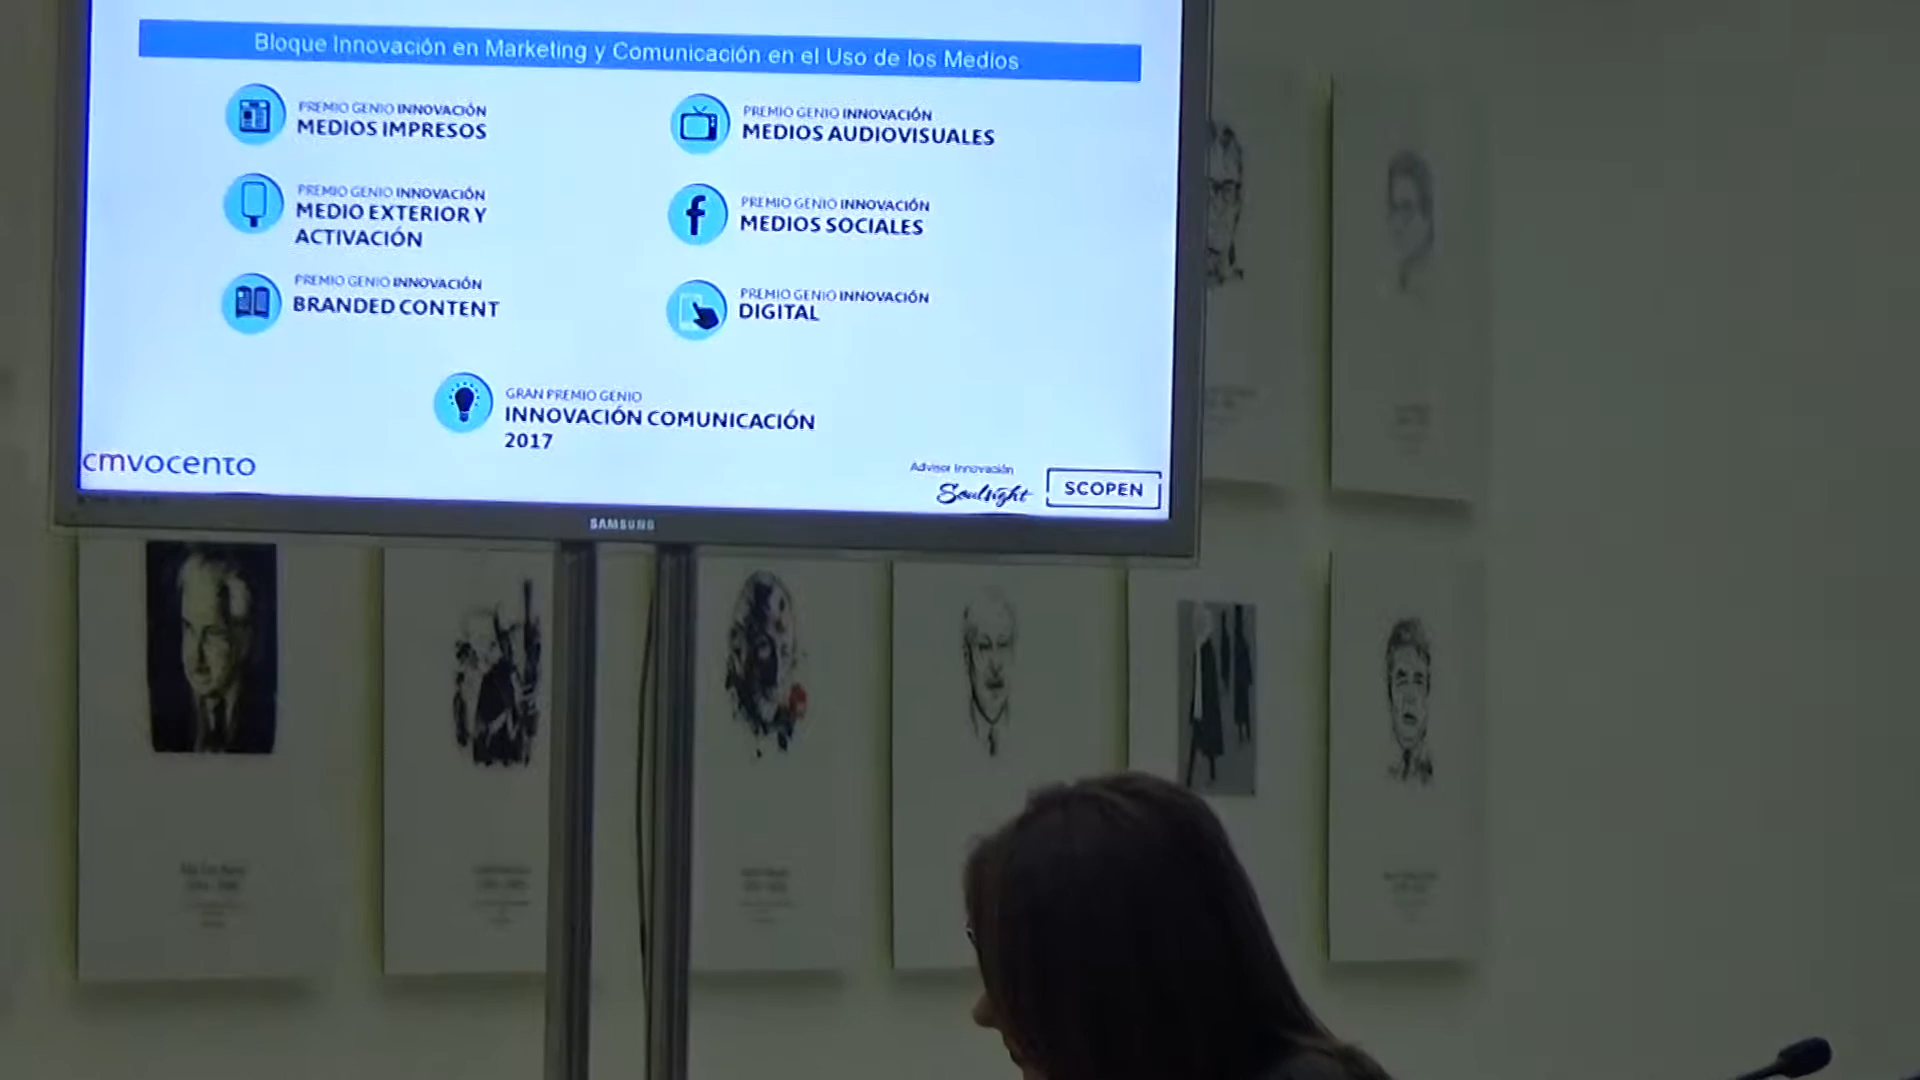 Bloque Innovación en Marketing y Comunicación en el Uso de los Medios
PREMIO GENIO INNOVACIÓN
MEDIOS IMPRESOS
PREMIO GENIO INNOVACIÓN
MEDIOS AUDIOVISUALES
PREMIO GENIO INNOVACIÓN
MEDIO EXTERIOR Y
ACTIVACIÓN
PREMIO GENIO INNOVACIÓN
MEDIOS SOCIALES
PREMIO GENIO INNOVACIÓN
BRANDED CONTENT
PREMIO GENIO INNOVACIÓN
DIGITAL
GRAN PREMIO GENIO
INNOVACIÓN COMUNICACIÓN
2017
cmvocento
Advisor Innovación
Soulsight
SCOPEN
SAMSUNG